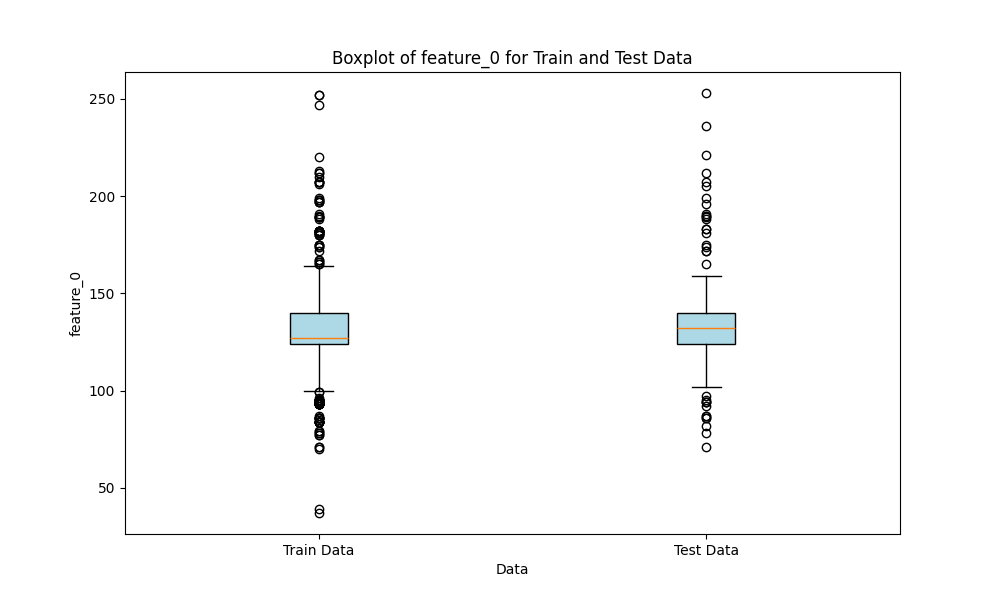 Boxplot of feature_0 for Train and Test Data
250
200
150
100
50
feature_0
Train Data
Test Data
Data